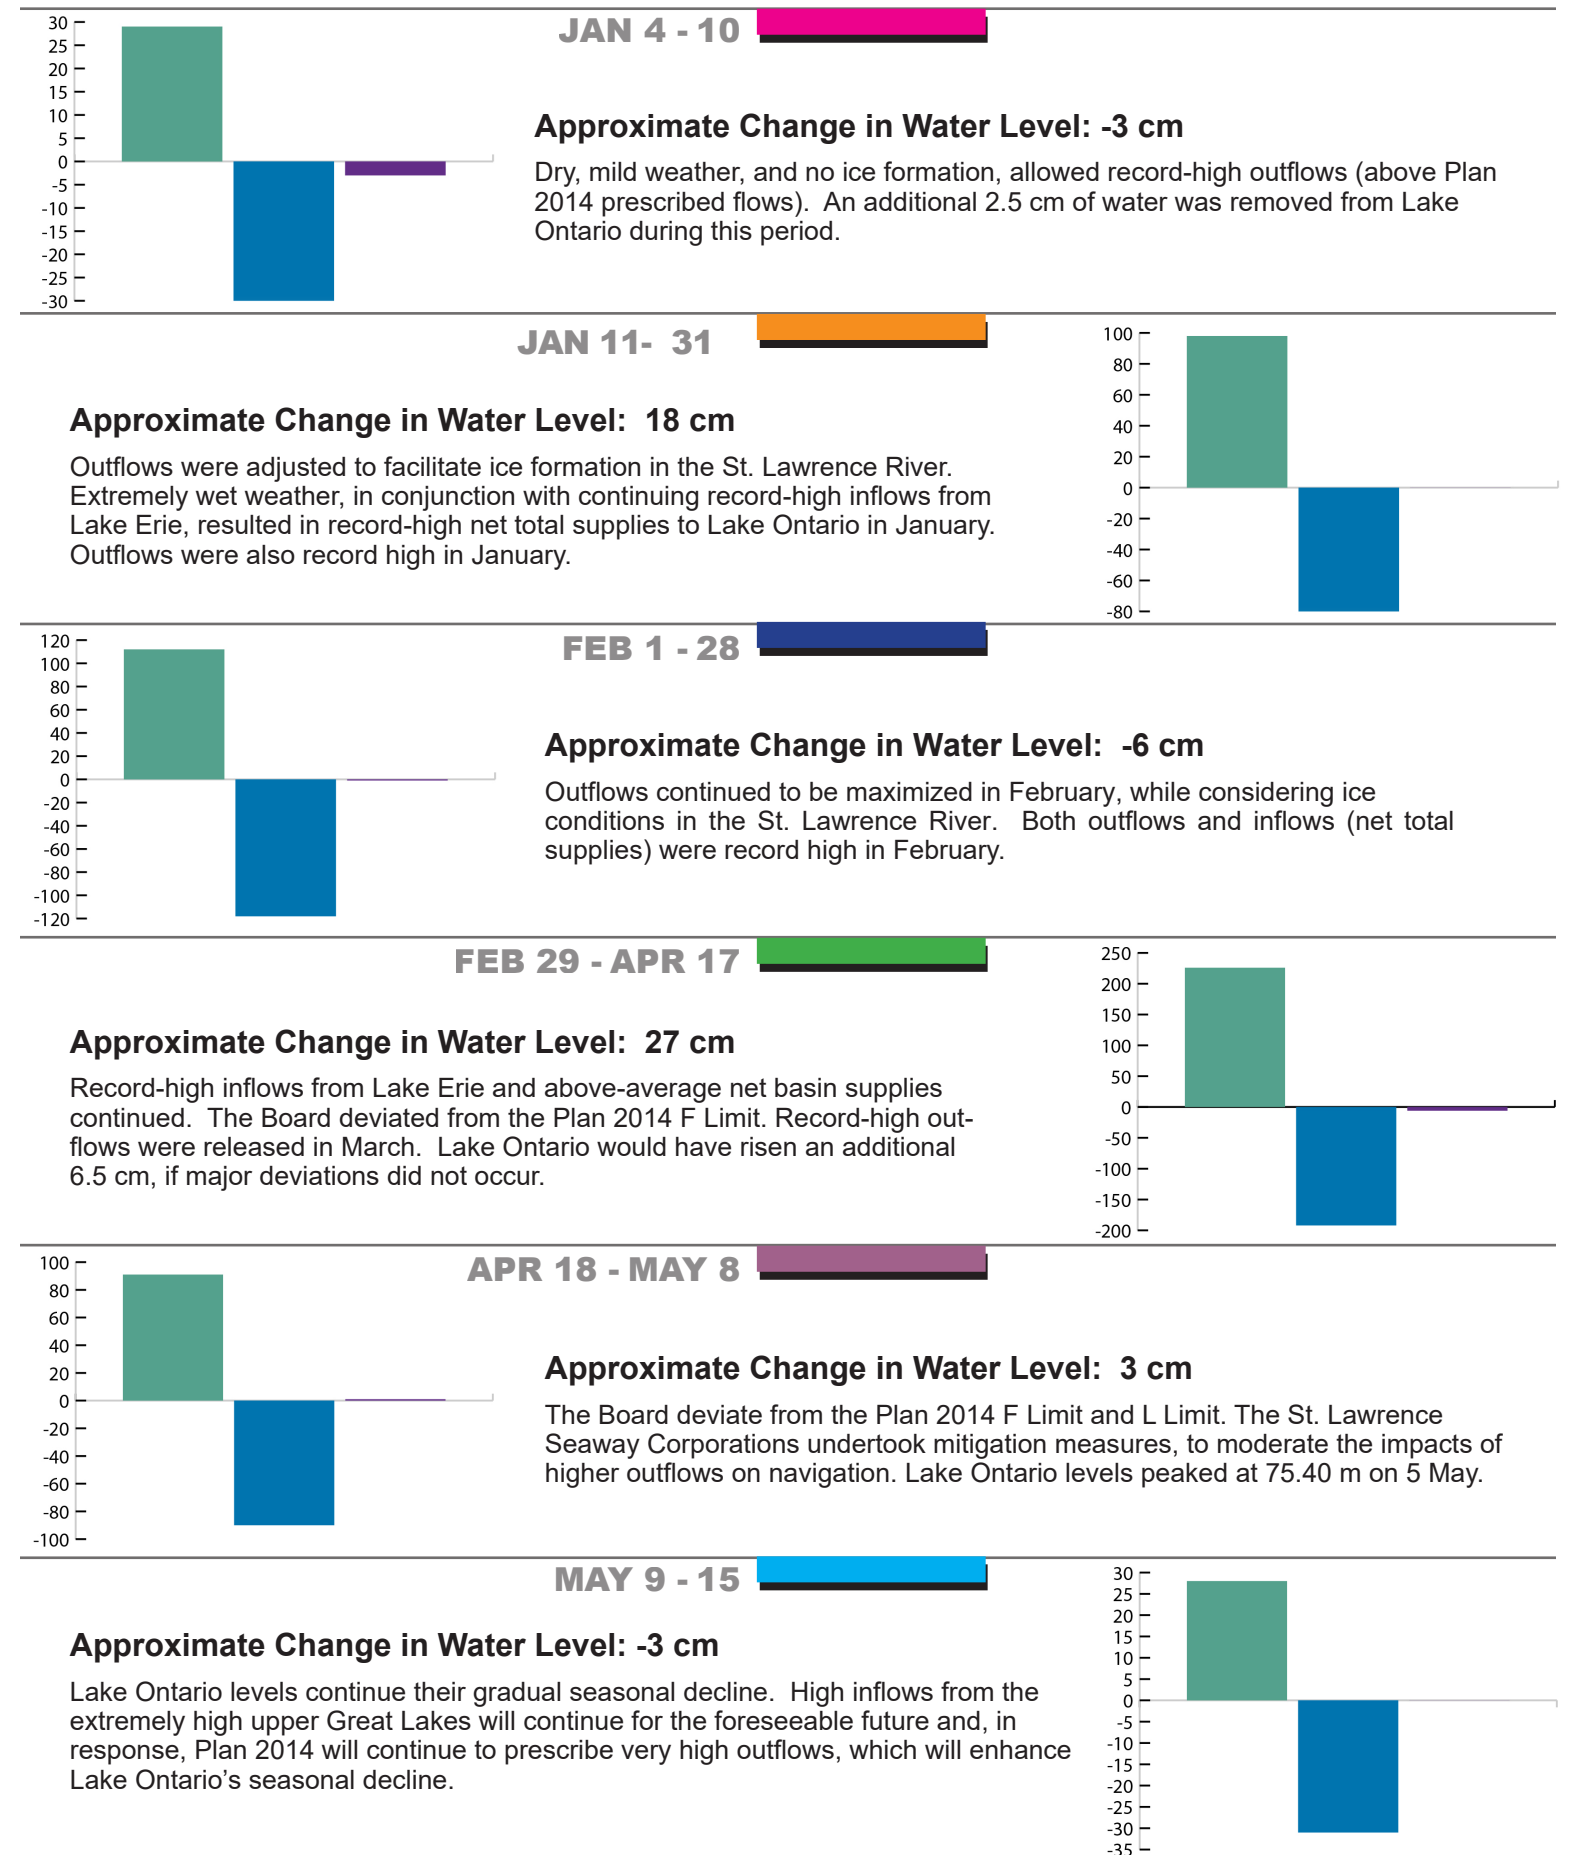 30
25
20
15
10
5
0
-5
-10
-15
-20
-25
-30
JAN 4 - 10
Approximate Change in Water Level: -3 cm
Dry, mild weather, and no ice formation, allowed record-high outflows (above Plan
2014 prescribed flows).  An additional 2.5 cm of water was removed from Lake
Ontario during this period.
JAN 11-  31
Approximate Change in Water Level:  18 cm
Outflows were adjusted to facilitate ice formation in the St. Lawrence River.
Extremely wet weather, in conjunction with continuing record-high inflows from
Lake Erie, resulted in record-high net total supplies to Lake Ontario in January.
Outflows were also record high in January.
100
80
60
40
20
0
-20
-40
-60
-80
120
100
80
60
40
20
0
-20
-40
-60
-80
-100
-120
FEB 1 - 28
Approximate Change in Water Level:  -6 cm
Outflows continued to be maximized in February, while considering ice
conditions in the St. Lawrence River.  Both outflows and inflows (net total
supplies) were record high in February.
FEB 29 - APR 17
Approximate Change in Water Level:  27 cm
Record-high inflows from Lake Erie and above-average net basin supplies
continued.  The Board deviated from the Plan 2014 F Limit. Record-high out-
flows were released in March.  Lake Ontario would have risen an additional
6.5 cm, if major deviations did not occur.
250
200
150
100
50
0
-50
-100
-150
-200
100
80
60
40
20
0
-20
-40
-60
-80
-100
APR 18 - MAY 8
Approximate Change in Water Level:  3 cm
The Board deviate from the Plan 2014 F Limit and L Limit. The St. Lawrence
Seaway Corporations undertook mitigation measures, to moderate the impacts of
higher outflows on navigation. Lake Ontario levels peaked at 75.40 m on 5 May.
MAY 9 - 15
Approximate Change in Water Level: -3 cm
Lake Ontario levels continue their gradual seasonal decline.  High inflows from the
extremely high upper Great Lakes will continue for the foreseeable future and, in
response, Plan 2014 will continue to prescribe very high outflows, which will enhance
Lake Ontario’s seasonal decline.
30
25
20
15
10
5
0
-5
-10
-15
-20
-25
-30
-35